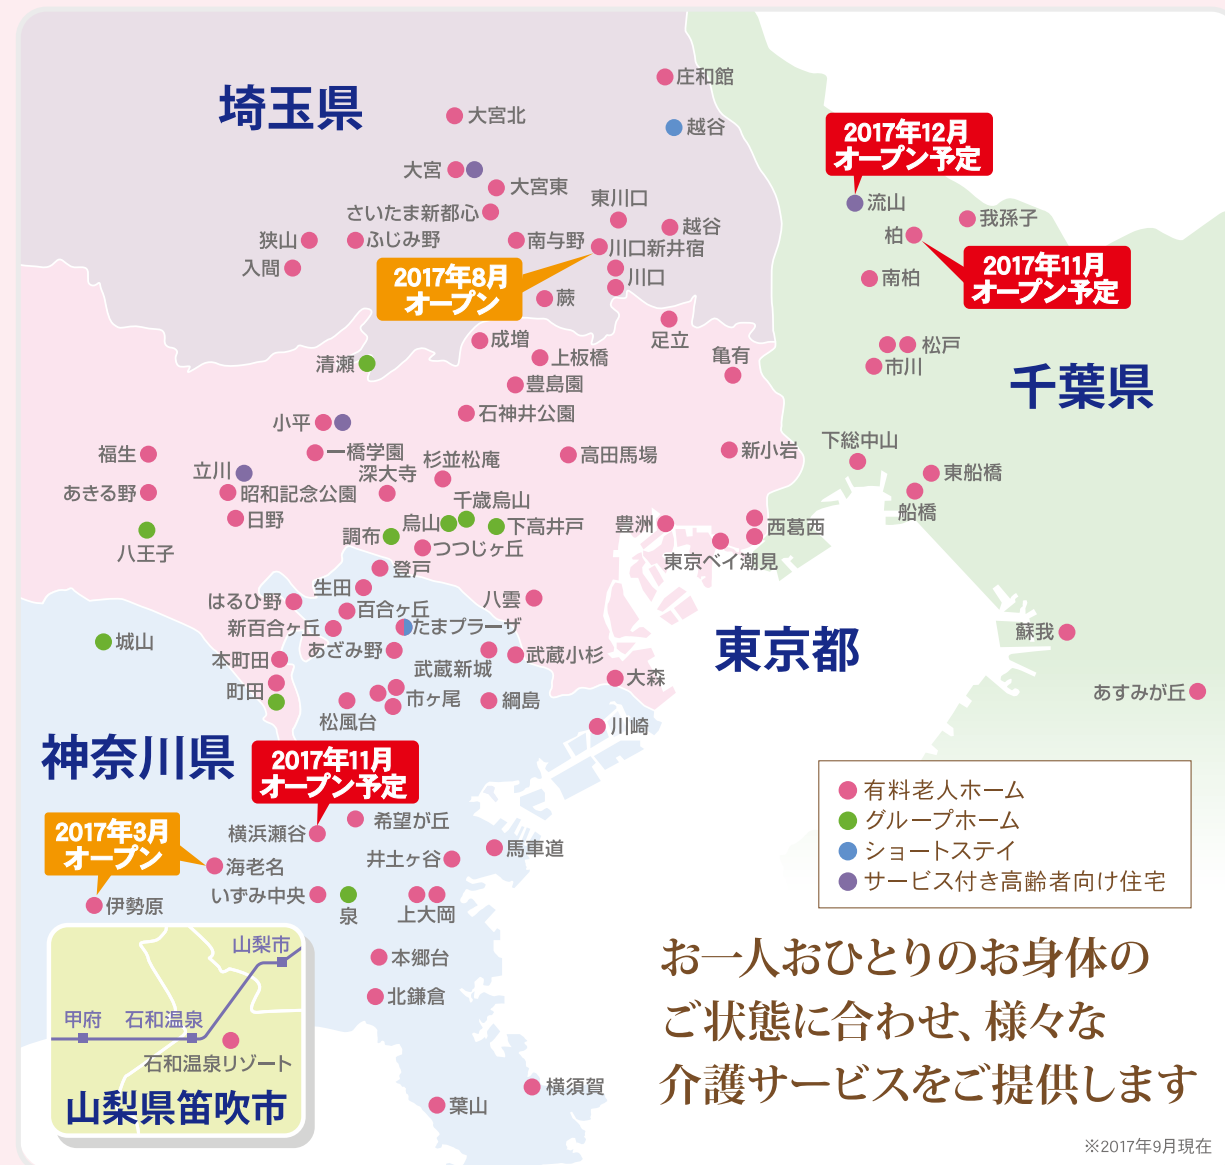 埼玉県
庄和館
大宮北
越谷
2017年12月
オープン予定
大宮
大宮東
流山
さいたま新都心
東川口
我孫子
狭山
ふじみ野
南与野
越谷
川口新井宿
柏
入間
2017年8月
オープン
川口
南柏
2017年11月
オープン予定
蕨
成増
足立
上板橋
亀有
松戸
清瀬
豊島園
市川
千葉県
石神井公園
小平
福生
一橋学園
杉並松庵
高田馬場
新小岩
下総中山
立川
深大寺
東船橋
あきる野
昭和記念公園
千歳烏山
船橋
日野
烏山
下高井戸
豊洲
西葛西
八王子
調布
つつじヶ丘
東京ベイ潮見
登戸
生田
はるひ野
百合ヶ丘
八雲
新百合ヶ丘
たまプラーザ
城山
あざみ野
武蔵小杉
東京都
蘇我
本町田
武蔵新城
大森
町田
市ヶ尾
綱島
あすみが丘
松風台
川崎
神奈川県
2017年11月
オープン予定
有料老人ホーム
グループホーム
ショートステイ
サービス付き高齢者向け住宅
2017年3月
オープン
横浜瀬谷
希望が丘
海老名
井土ヶ谷
馬車道
伊勢原
いずみ中央
泉
上大岡
本郷台
北鎌倉
山梨市
甲府
石和温泉
石和温泉リゾート
山梨県笛吹市
横須賀
葉山
お一人おひとりのお身体の
ご状態に合わせ、様々な
介護サービスをご提供します
※2017年9月現在